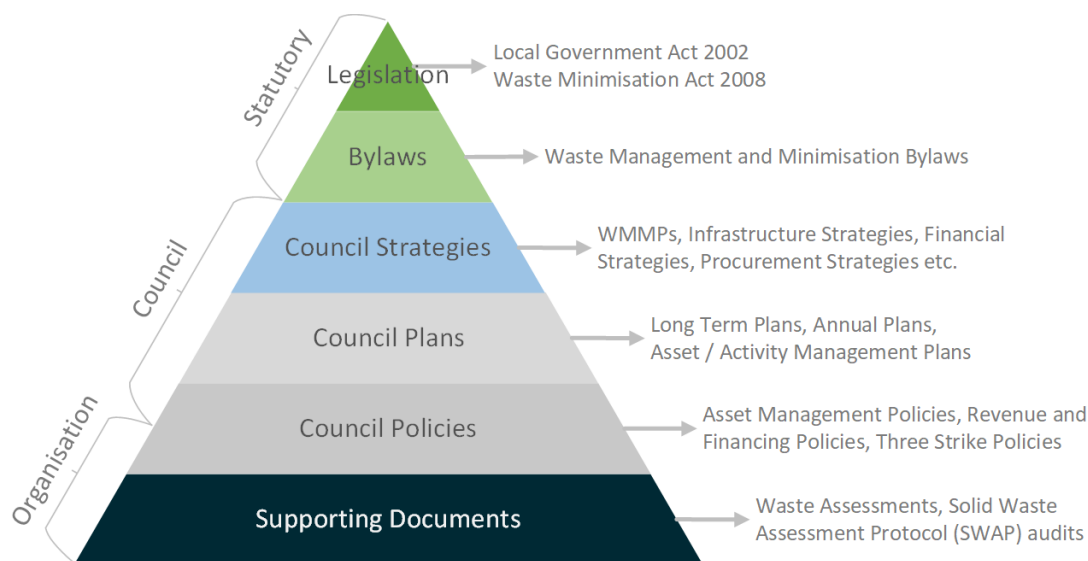 Statutory
Legislation
Local Government Act 2002
Waste Minimisation Act 2008
Bylaws
Waste Management and Minimisation Bylaws
Council
Council Strategies
WMMPs, Infrastructure Strategies, Financial
Strategies, Procurement Strategies etc.
Council Plans
Long Term Plans, Annual Plans,
Asset / Activity Management Plans
Organisation
Council Policies
Asset Management Policies, Revenue and
Financing Policies, Three Strike Policies
Supporting Documents
Waste Assessments, Solid Waste
Assessment Protocol (SWAP) audits